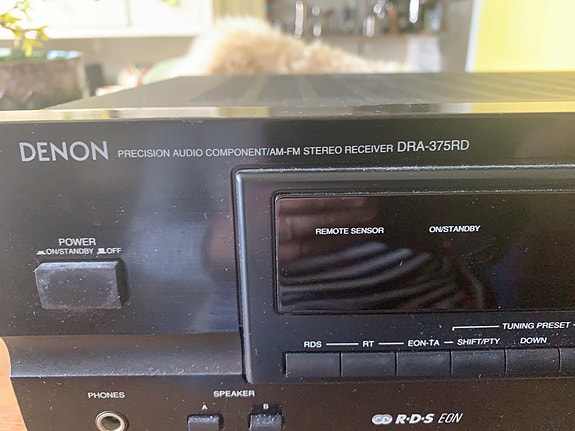 DENON PRECISION AUDIO COMPONENT/AM-FM STEREO RECEIVER DRA-375RD
REMOTE SENSOR ON/STANDBY
POWER
ON/STANDBY OFF
TUNING PRESET
RDS RT EON-TA SHIFT/PTY DOWN
PHONES SPEAKER
A B
R·D·S EON